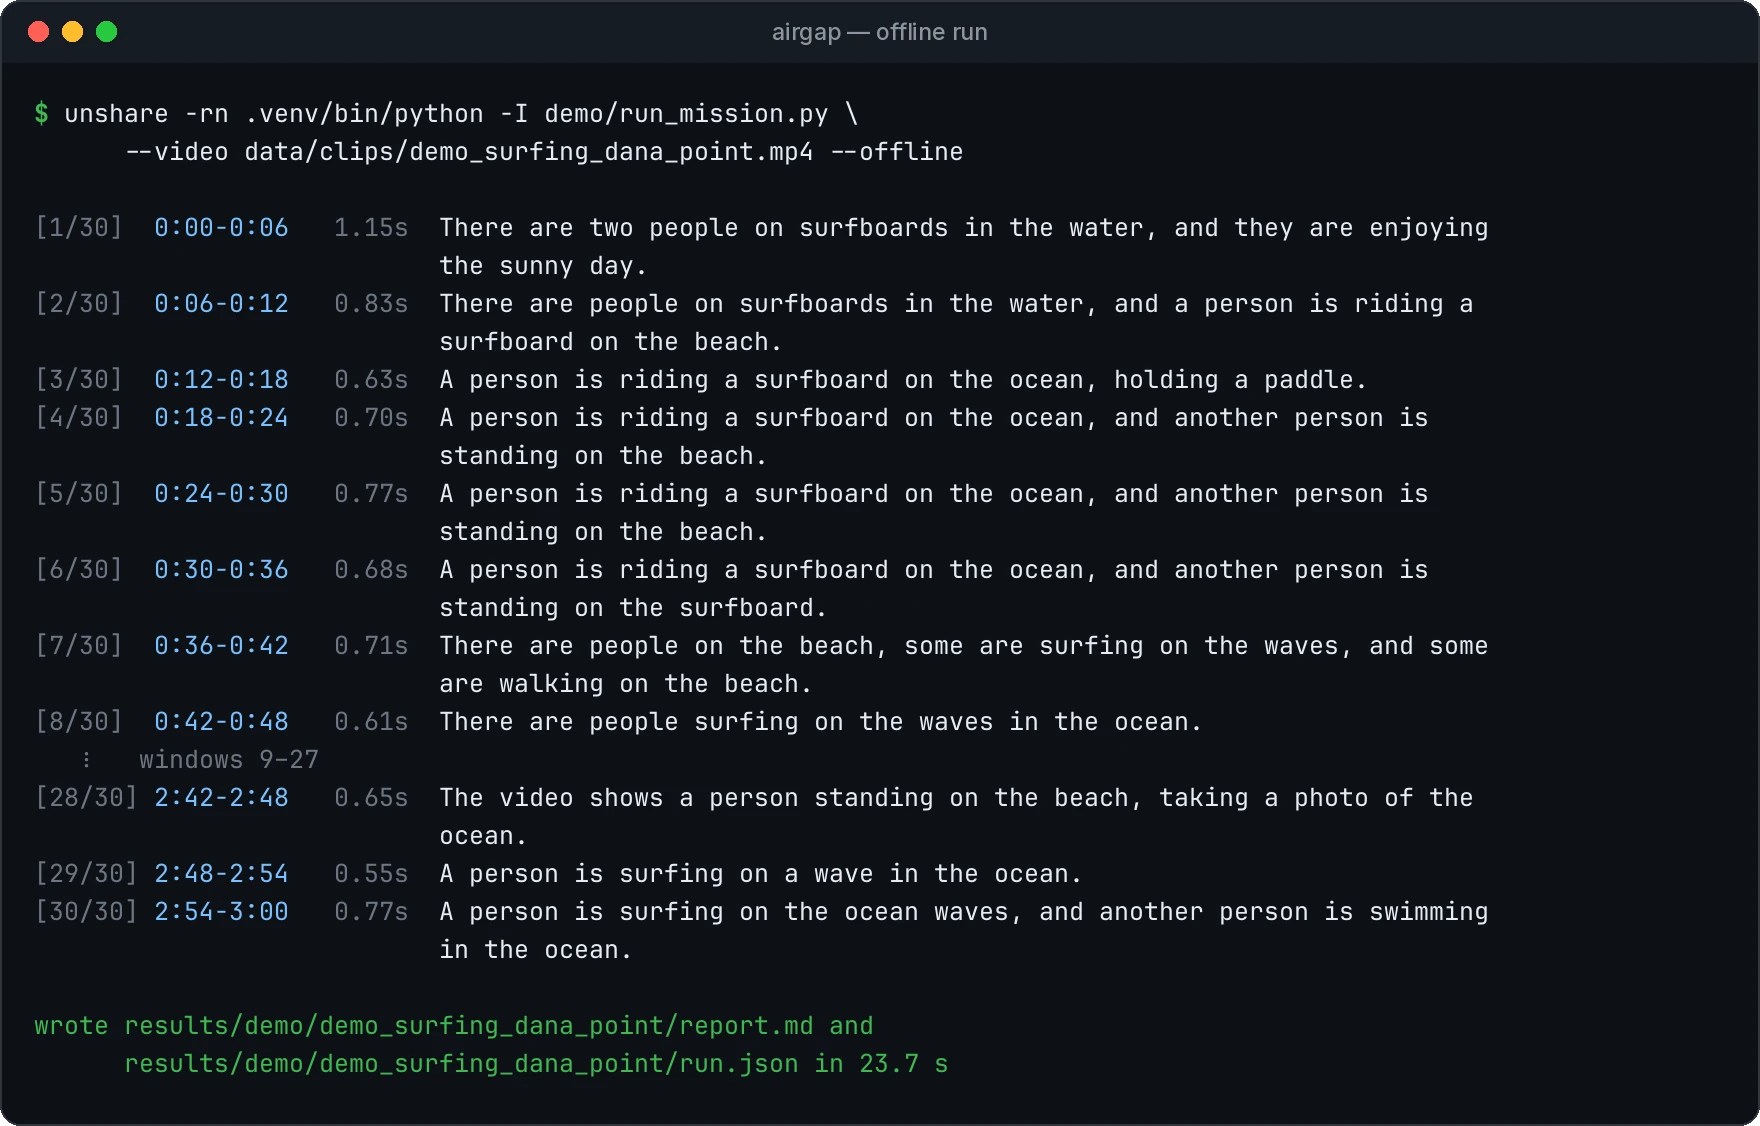 airgap — offline run
$ unshare -rn .venv/bin/python -I demo/run_mission.py \
--video data/clips/demo_surfing_dana_point.mp4 --offline
[1/30] 0:00-0:06 1.15s There are two people on surfboards in the water, and they are enjoying
the sunny day.
[2/30] 0:06-0:12 0.83s There are people on surfboards in the water, and a person is riding a
surfboard on the beach.
[3/30] 0:12-0:18 0.63s A person is riding a surfboard on the ocean, holding a paddle.
[4/30] 0:18-0:24 0.70s A person is riding a surfboard on the ocean, and another person is
standing on the beach.
[5/30] 0:24-0:30 0.77s A person is riding a surfboard on the ocean, and another person is
standing on the beach.
[6/30] 0:30-0:36 0.68s A person is riding a surfboard on the ocean, and another person is
standing on the surfboard.
[7/30] 0:36-0:42 0.71s There are people on the beach, some are surfing on the waves, and some
are walking on the beach.
[8/30] 0:42-0:48 0.61s There are people surfing on the waves in the ocean.
⋮ windows 9–27
[28/30] 2:42-2:48 0.65s The video shows a person standing on the beach, taking a photo of the
ocean.
[29/30] 2:48-2:54 0.55s A person is surfing on a wave in the ocean.
[30/30] 2:54-3:00 0.77s A person is surfing on the ocean waves, and another person is swimming
in the ocean.
wrote results/demo/demo_surfing_dana_point/report.md and
results/demo/demo_surfing_dana_point/run.json in 23.7 s